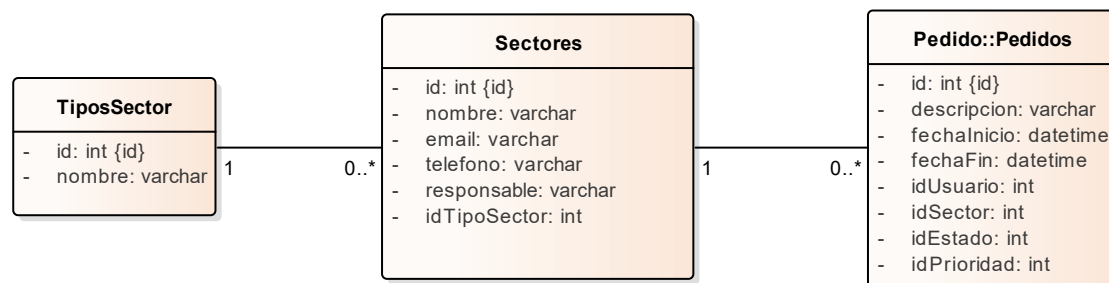 TiposSector
- id: int {id}
- nombre: varchar
1
0..*
Sectores
- id: int {id}
- nombre: varchar
- email: varchar
- telefono: varchar
- responsable: varchar
- idTipoSector: int
1
0..*
Pedido::Pedidos
- id: int {id}
- descripcion: varchar
- fechaInicio: datetime
- fechaFin: datetime
- idUsuario: int
- idSector: int
- idEstado: int
- idPrioridad: int